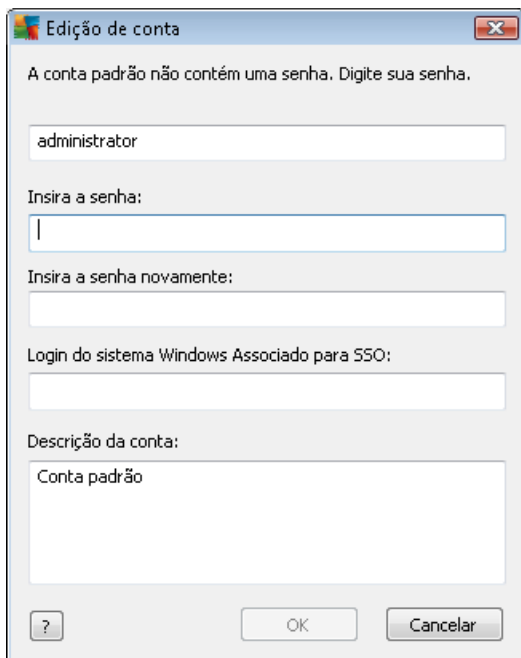 Edição de conta
A conta padrão não contém uma senha. Digite sua senha.
administrator
Insira a senha:
Insira a senha novamente:
Login do sistema Windows Associado para SSO:
Descrição da conta:
Conta padrão
?
OK
Cancelar